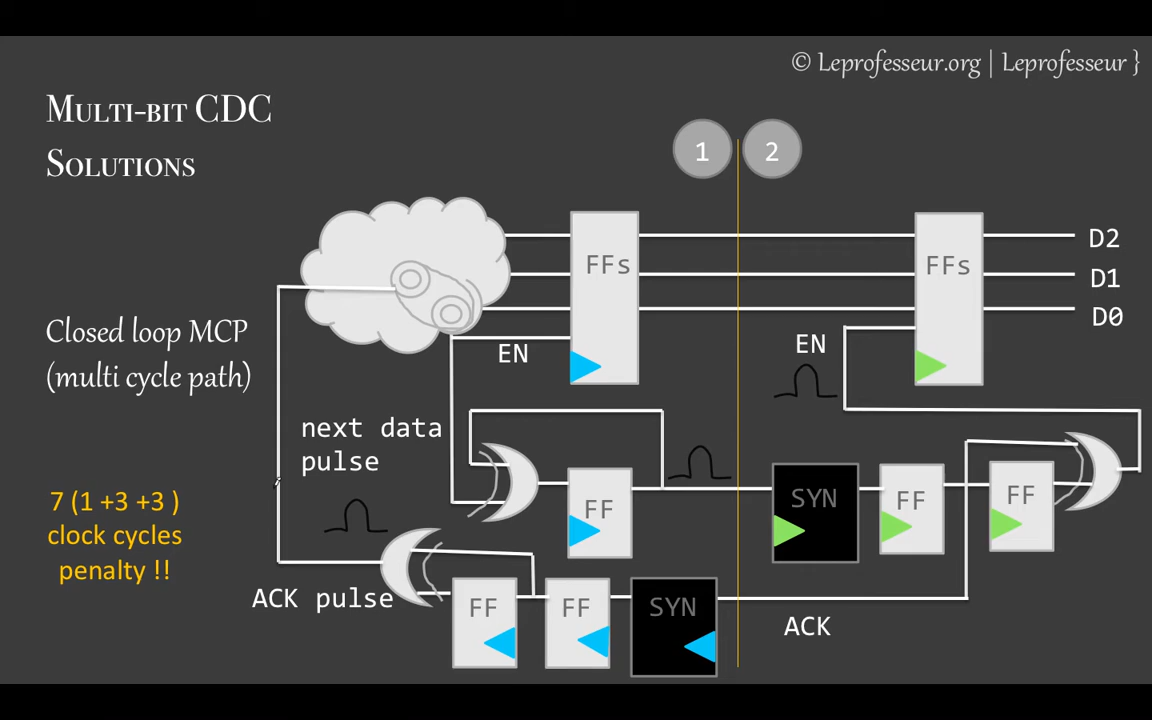 © Leprofesseur.org | Leprofesseur }
Multi-bit CDC
Solutions
1
2
D2
FFs
FFs
D1
D0
Closed loop MCP
(multi cycle path)
EN
EN
next data
pulse
7 (1 +3 +3 )
clock cycles
penalty !!
FF
SYN
FF
FF
ACK pulse
FF
FF
SYN
ACK